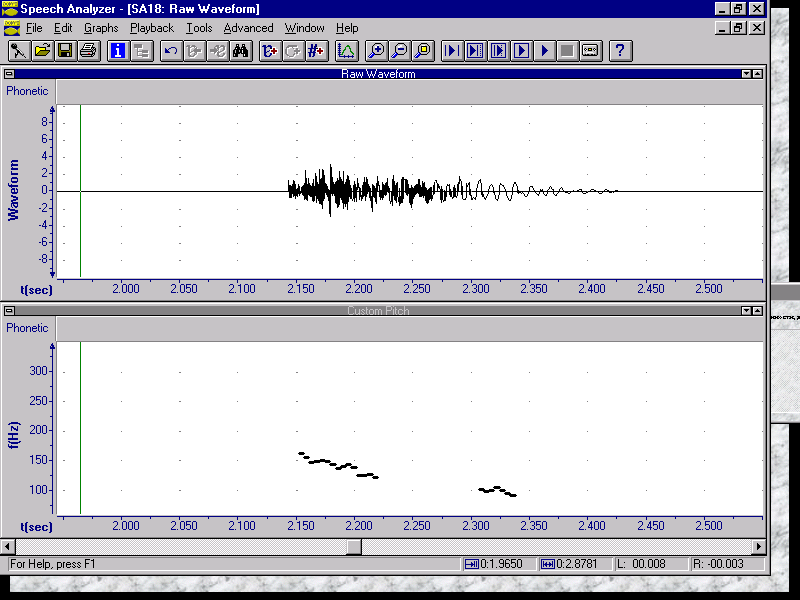 Speech Analyzer - [SA18: Raw Waveform]
File Edit Graphs Playback Tools Advanced Window Help
Raw Waveform
Phonetic
8
6
4
2
0
-2
-4
-6
-8
Waveform
t(sec) 2.000 2.050 2.100 2.150 2.200 2.250 2.300 2.350 2.400 2.450 2.500
Custom Pitch
Phonetic
300
250
200
150
100
f(Hz)
t(sec) 2.000 2.050 2.100 2.150 2.200 2.250 2.300 2.350 2.400 2.450 2.500
For Help, press F1 0:1.9650 0:2.8781 L: 00.008 R: -00.003